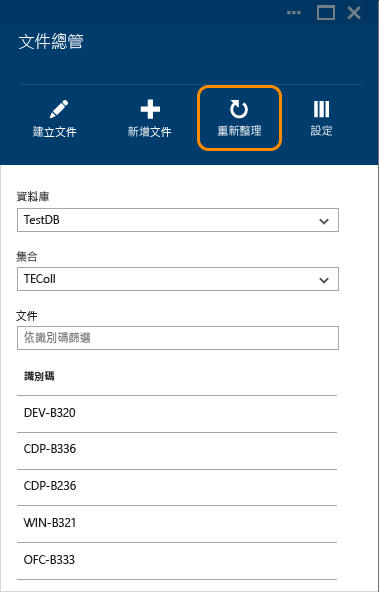 文件總管
建立文件
新增文件
重新整理
設定
資料庫
TestDB
集合
TEColl
文件
依識別碼篩選
識別碼
DEV-B320
CDP-B336
CDP-B236
WIN-B321
OFC-B333